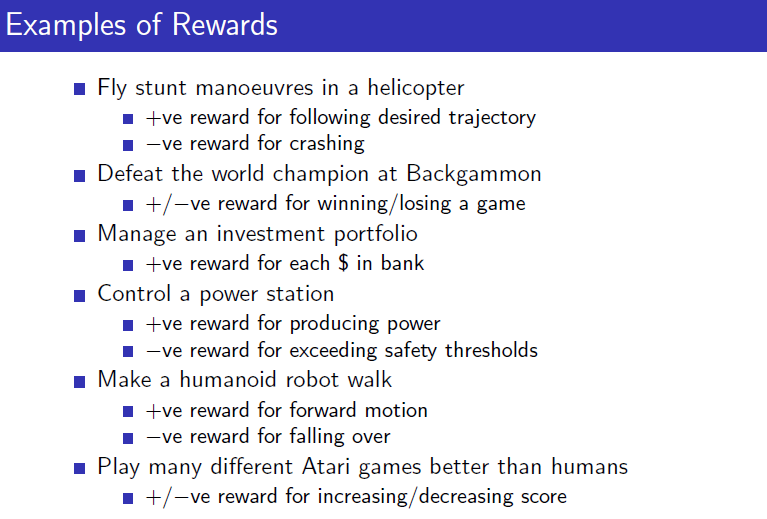 Examples of Rewards
Fly stunt manoeuvres in a helicopter
+ve reward for following desired trajectory
−ve reward for crashing
Defeat the world champion at Backgammon
+/−ve reward for winning/losing a game
Manage an investment portfolio
+ve reward for each $ in bank
Control a power station
+ve reward for producing power
−ve reward for exceeding safety thresholds
Make a humanoid robot walk
+ve reward for forward motion
−ve reward for falling over
Play many different Atari games better than humans
+/−ve reward for increasing/decreasing score